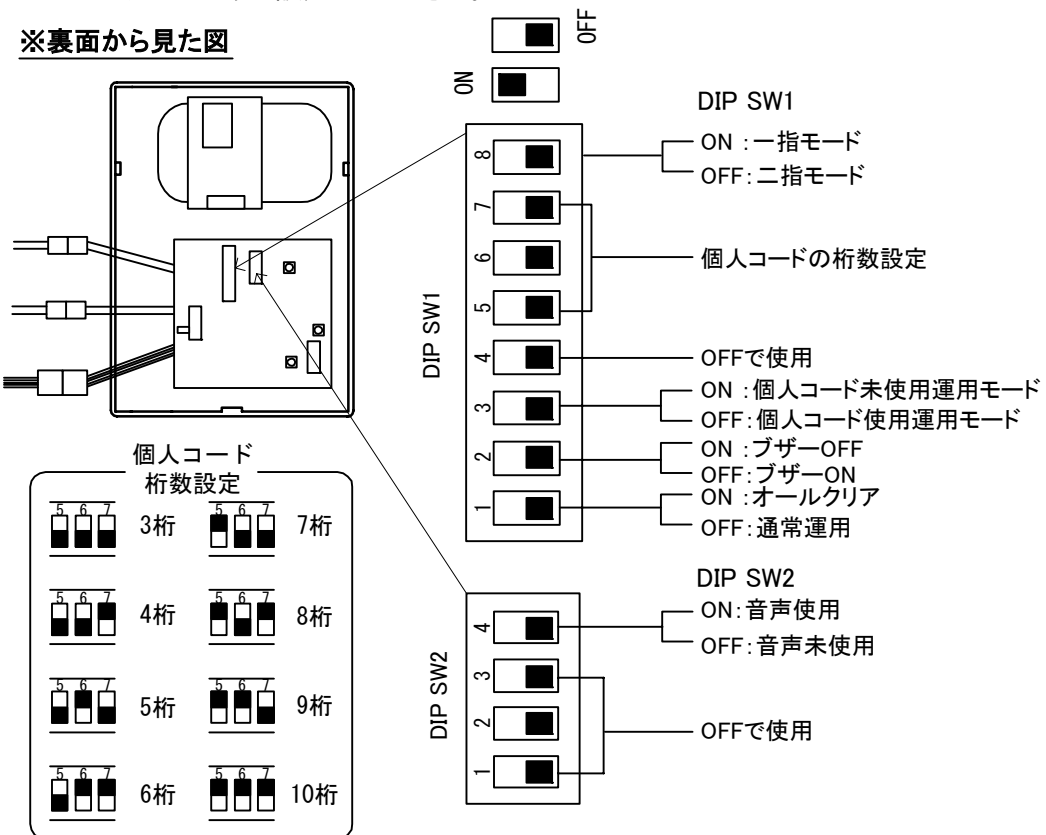 ※裏面から見た図
OFF
ON
DIP SW1
8
ON :一指モード
OFF:二指モード
7
6
個人コードの桁数設定
5
DIP SW1
4
OFFで使用
3
ON :個人コード未使用運用モード
OFF:個人コード使用運用モード
2
ON :ブザーOFF
OFF:ブザーON
1
ON :オールクリア
OFF:通常運用
DIP SW2
4
ON:音声使用
OFF:音声未使用
3
DIP SW2
2
OFFで使用
1
個人コード
桁数設定
5 6 7
3桁
5 6 7
7桁
5 6 7
4桁
5 6 7
8桁
5 6 7
5桁
5 6 7
9桁
5 6 7
6桁
5 6 7
10桁